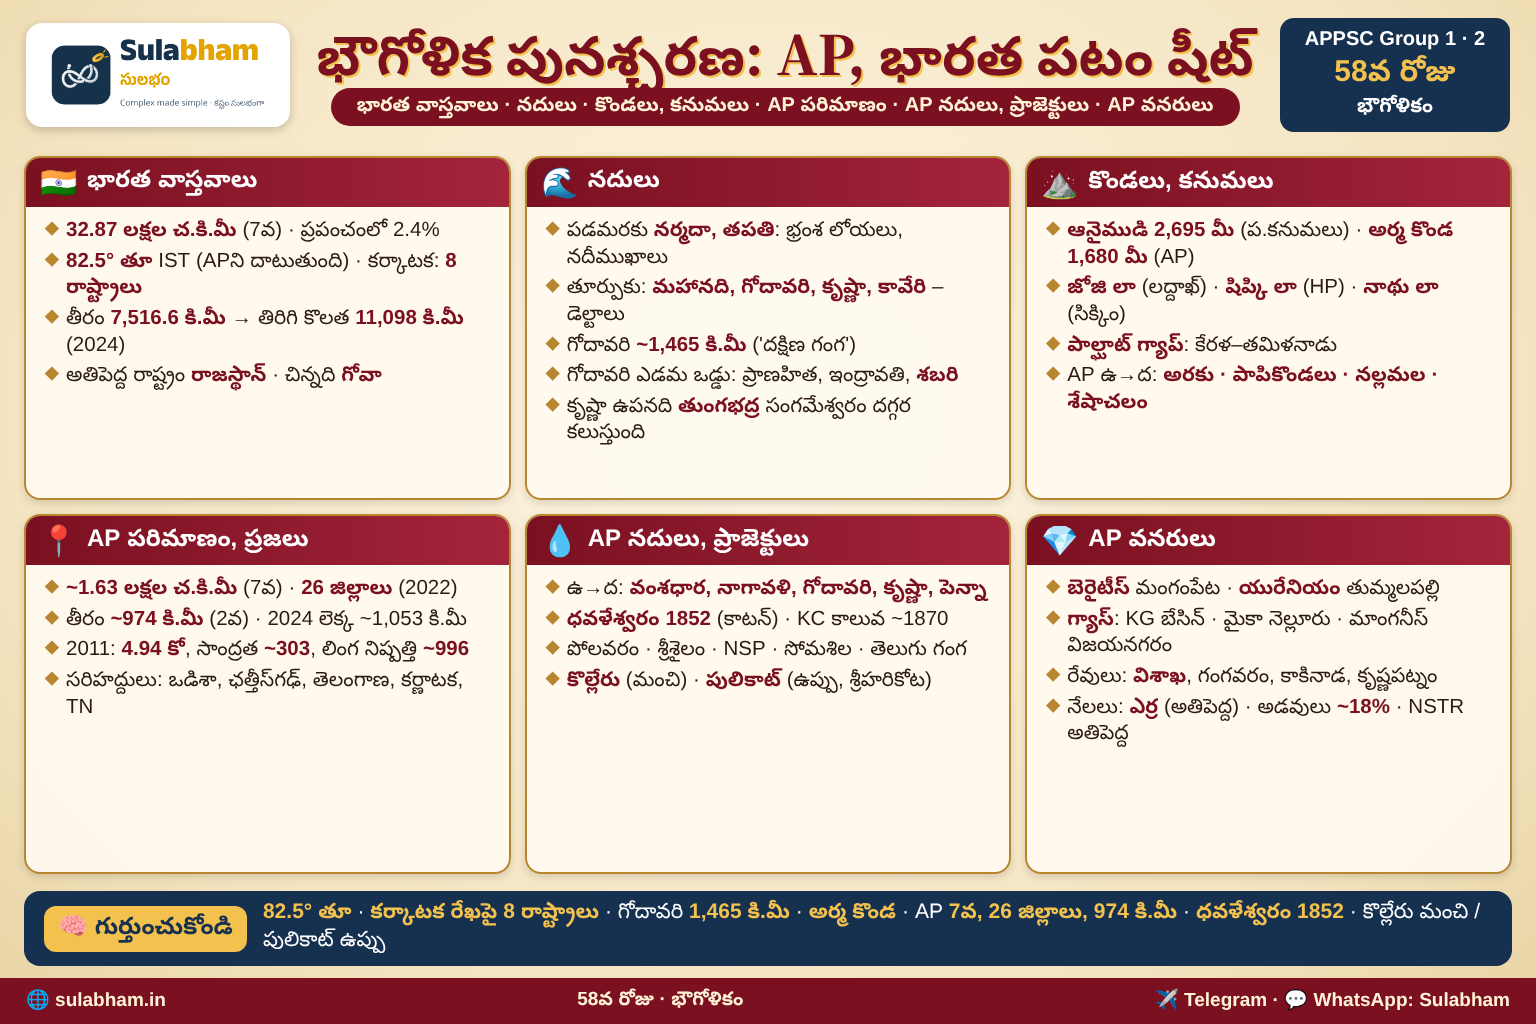 Sulabham
సులభం
Complex made simple · కష్టం సులభంగా
భౌగోళిక పునశ్చరణ: AP, భారత పటం షీట్
భారత వాస్తవాలు · నదులు · కొండలు, కనుమలు · AP పరిమాణం · AP నదులు, ప్రాజెక్టులు · AP వనరులు
APPSC Group 1 · 2
58వ రోజు
భౌగోళికం
భారత వాస్తవాలు
32.87 లక్షల చ.కి.మీ (7వ) · ప్రపంచంలో 2.4%
82.5° తూ IST (APని దాటుతుంది) · కర్కాటక: 8
రాష్ట్రాలు
తీరం 7,516.6 కి.మీ → తిరిగి కొలత 11,098 కి.మీ
(2024)
అతిపెద్ద రాష్ట్రం రాజస్థాన్ · చిన్నది గోవా
నదులు
పడమరకు నర్మదా, తపతి: భ్రంశ లోయలు,
నదీముఖాలు
తూర్పుకు: మహానది, గోదావరి, కృష్ణా, కావేరి –
డెల్టాలు
గోదావరి ~1,465 కి.మీ ('దక్షిణ గంగ')
గోదావరి ఎడమ ఒడ్డు: ప్రాణహిత, ఇంద్రావతి, శబరి
కృష్ణా ఉపనది తుంగభద్ర సంగమేశ్వరం దగ్గర
కలుస్తుంది
కొండలు, కనుమలు
ఆనైముడి 2,695 మీ (ప.కనుమలు) · అర్మ కొండ
1,680 మీ (AP)
జోజి లా (లద్దాఖ్) · షిప్కి లా (HP) · నాథు లా
(సిక్కిం)
పాల్ఘాట్ గ్యాప్: కేరళ–తమిళనాడు
AP ఉ→ద: అరకు · పాపికొండలు · నల్లమల ·
శేషాచలం
AP పరిమాణం, ప్రజలు
~1.63 లక్షల చ.కి.మీ (7వ) · 26 జిల్లాలు (2022)
తీరం ~974 కి.మీ (2వ) · 2024 లెక్క ~1,053 కి.మీ
2011: 4.94 కో, సాంద్రత ~303, లింగ నిష్పత్తి ~996
సరిహద్దులు: ఒడిశా, ఛత్తీస్‌గఢ్, తెలంగాణ, కర్ణాటక,
TN
AP నదులు, ప్రాజెక్టులు
ఉ→ద: వంశధార, నాగావళి, గోదావరి, కృష్ణా, పెన్నా
ధవళేశ్వరం 1852 (కాటన్) · KC కాలువ ~1870
పోలవరం · శ్రీశైలం · NSP · సోమశిల · తెలుగు గంగ
కొల్లేరు (మంచి) · పులికాట్ (ఉప్పు, శ్రీహరికోట)
AP వనరులు
బెరైటీస్ మంగంపేట · యురేనియం తుమ్మలపల్లి
గ్యాస్: KG బేసిన్ · మైకా నెల్లూరు · మాంగనీస్
విజయనగరం
రేవులు: విశాఖ, గంగవరం, కాకినాడ, కృష్ణపట్నం
నేలలు: ఎర్ర (అతిపెద్ద) · అడవులు ~18% · NSTR
అతిపెద్ద
గుర్తుంచుకోండి
82.5° తూ · కర్కాటక రేఖపై 8 రాష్ట్రాలు · గోదావరి 1,465 కి.మీ · అర్మ కొండ · AP 7వ, 26 జిల్లాలు, 974 కి.మీ · ధవళేశ్వరం 1852 · కొల్లేరు మంచి /
పులికాట్ ఉప్పు
sulabham.in
58వ రోజు · భౌగోళికం
Telegram · WhatsApp: Sulabham